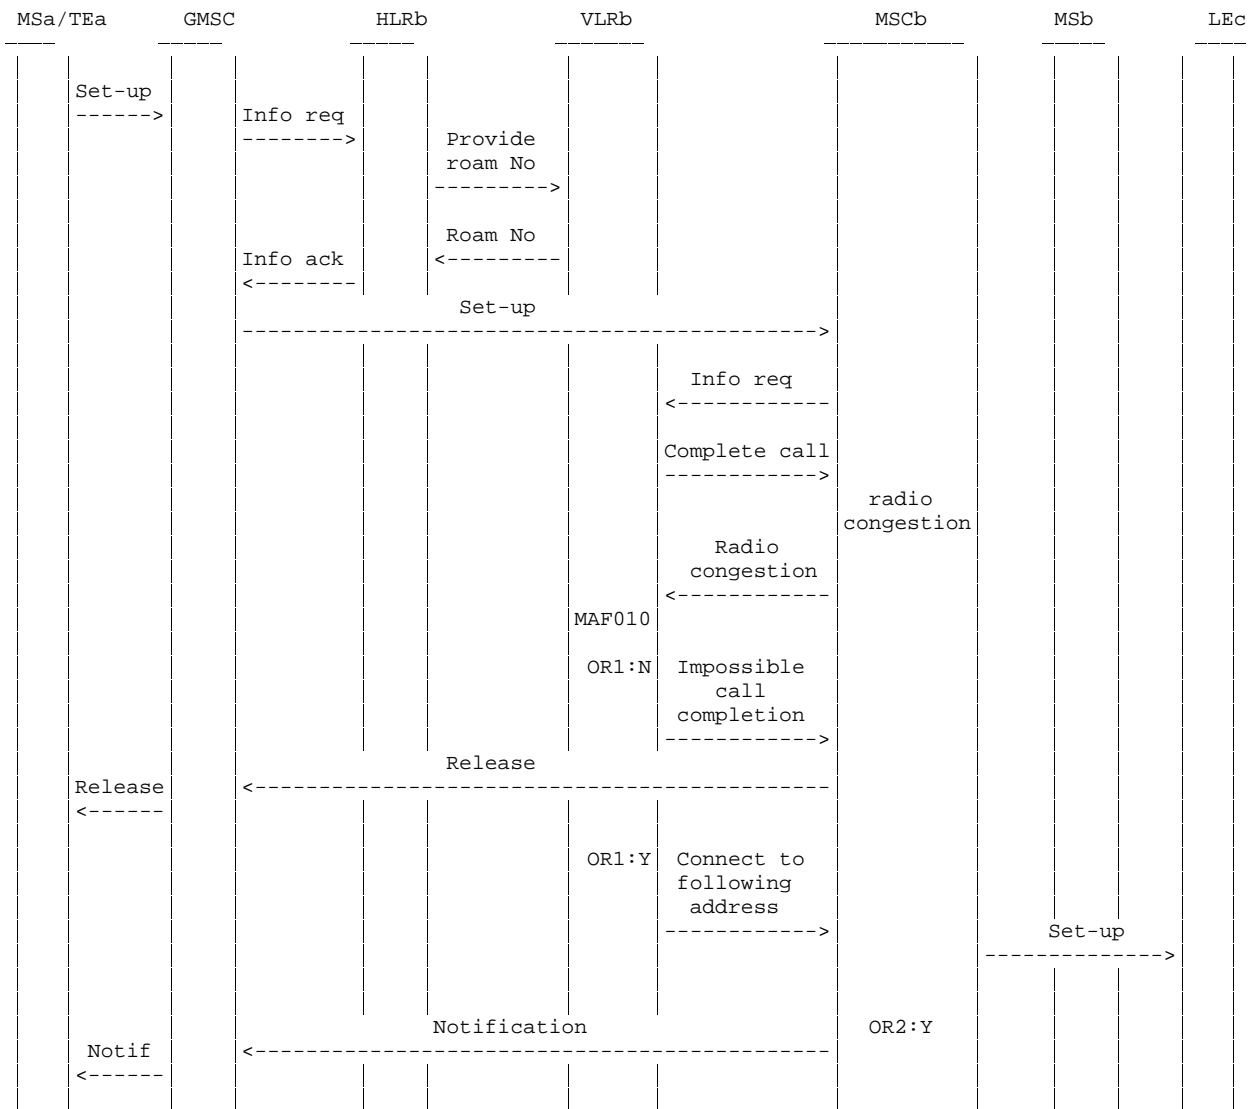 MSa/TEa GMSC HLRb VLRb MSCb MSb LEc
Set-up
------> Info req
--------> Provide
roam No
--------->
Roam No
Info ack <---------
<--------
Set-up
--------------------------------------------->
Info req
<------------
Complete call
------------>
radio
congestion
Radio
congestion
<------------
MAF010
OR1:N Impossible
call
completion
------------>
Release
Release <---------------------------------------------
<------
OR1:Y Connect to
following
address
------------> Set-up
-------------->
Notification OR2:Y
Notif <---------------------------------------------
<------